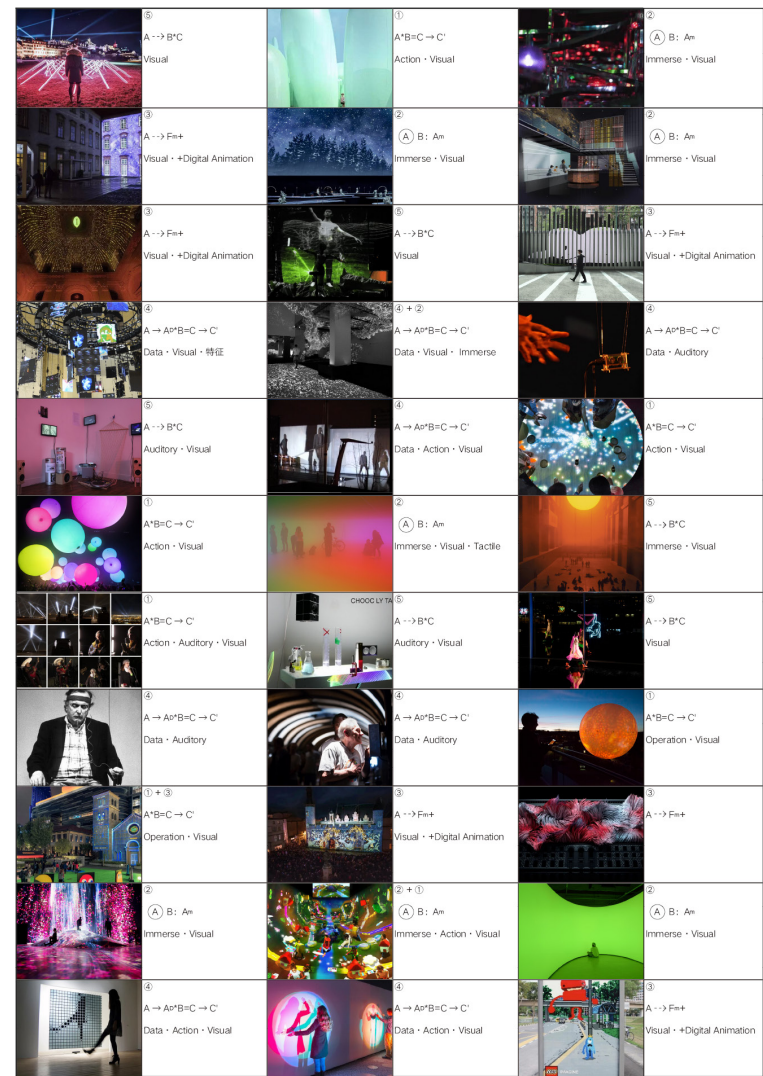 ⑤
A --> B*C
Visual
①
A*B=C → C'
Action・Visual
②
Ⓐ B: Am
Immerse・Visual
③
A --> Fm+
Visual・+Digital Animation
②
Ⓐ B: Am
Immerse・Visual
②
Ⓐ B: Am
Immerse・Visual
③
A --> Fm+
Visual・+Digital Animation
⑤
A --> B*C
Visual
③
A --> Fm+
Visual・+Digital Animation
④
A → Aᴰ*B=C → C'
Data・Visual・特征
④ + ②
A → Aᴰ*B=C → C'
Data・Visual・ Immerse
④
A → Aᴰ*B=C → C'
Data・Auditory
⑤
A --> B*C
Auditory・Visual
④
A → Aᴰ*B=C → C'
Data・Action・Visual
①
A*B=C → C'
Action・Visual
①
A*B=C → C'
Action・Visual
②
Ⓐ B: Am
Immerse・Visual・Tactile
⑤
A --> B*C
Immerse・Visual
①
A*B=C → C'
Action・Auditory・Visual
CHOOC LY TA
⑤
A --> B*C
Auditory・Visual
⑤
A --> B*C
Visual
④
A → Aᴰ*B=C → C'
Data・Auditory
④
A → Aᴰ*B=C → C'
Data・Auditory
①
A*B=C → C'
Operation・Visual
① + ③
A*B=C → C'
Operation・Visual
③
A --> Fm+
Visual・+Digital Animation
③
A --> Fm+
②
Ⓐ B: Am
Immerse・Visual
② + ①
Ⓐ B: Am
Immerse・Action・Visual
②
Ⓐ B: Am
Immerse・Visual
④
A → Aᴰ*B=C → C'
Data・Action・Visual
④
A → Aᴰ*B=C → C'
Data・Action・Visual
③
A --> Fm+
Visual・+Digital Animation